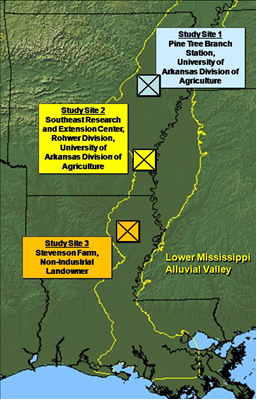 Study Site 1
Pine Tree Branch
Station,
University of
Arkansas Division of
Agriculture
Study Site 2
Southeast Research
and Extension Center,
Rohwer Division,
University of
Arkansas Division of
Agriculture
Study Site 3
Stevenson Farm,
Non-Industrial
Landowner
Lower Mississippi
Alluvial Valley